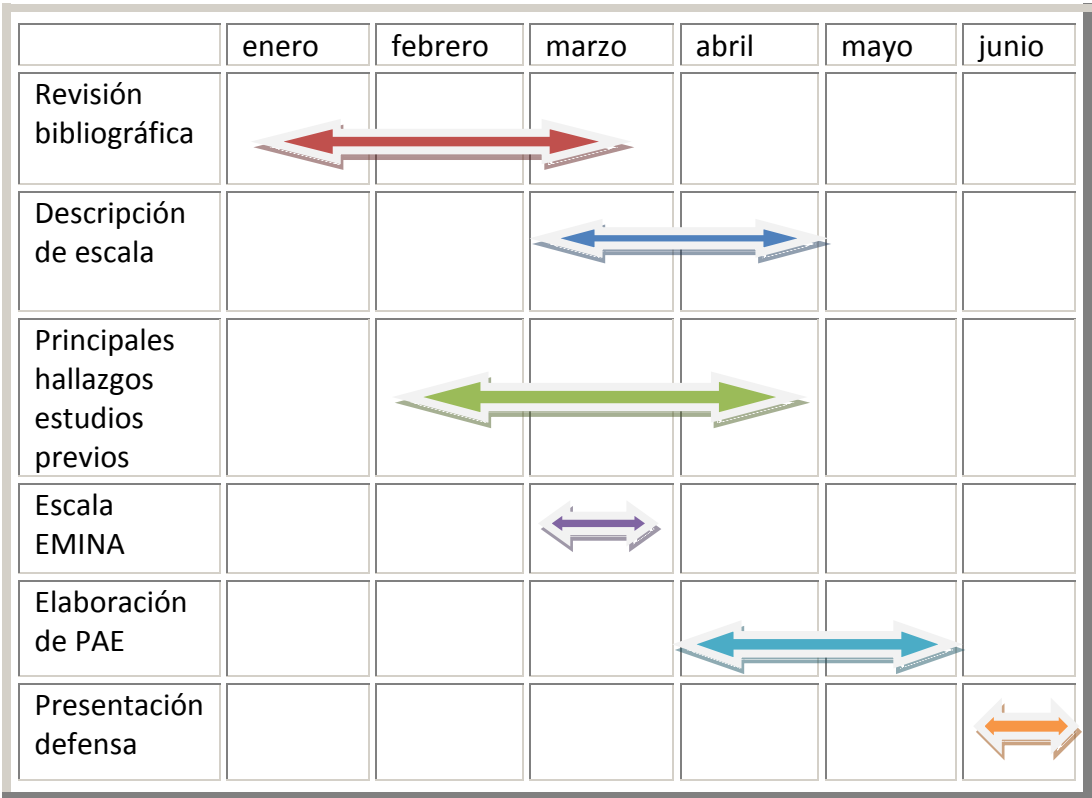 enero febrero marzo abril mayo junio
Revisión
bibliográfica
Descripción
de escala
Principales
hallazgos
estudios
previos
Escala
EMINA
Elaboración
de PAE
Presentación
defensa